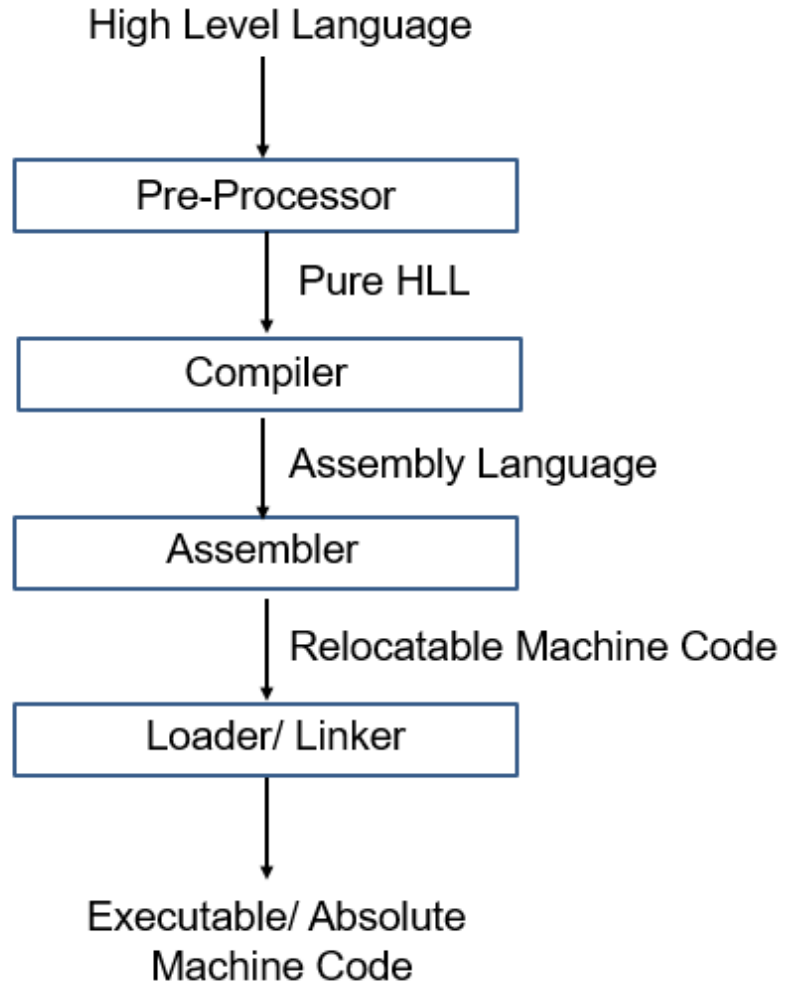 High Level Language
Pre-Processor
Pure HLL
Compiler
Assembly Language
Assembler
Relocatable Machine Code
Loader/ Linker
Executable/ Absolute
Machine Code